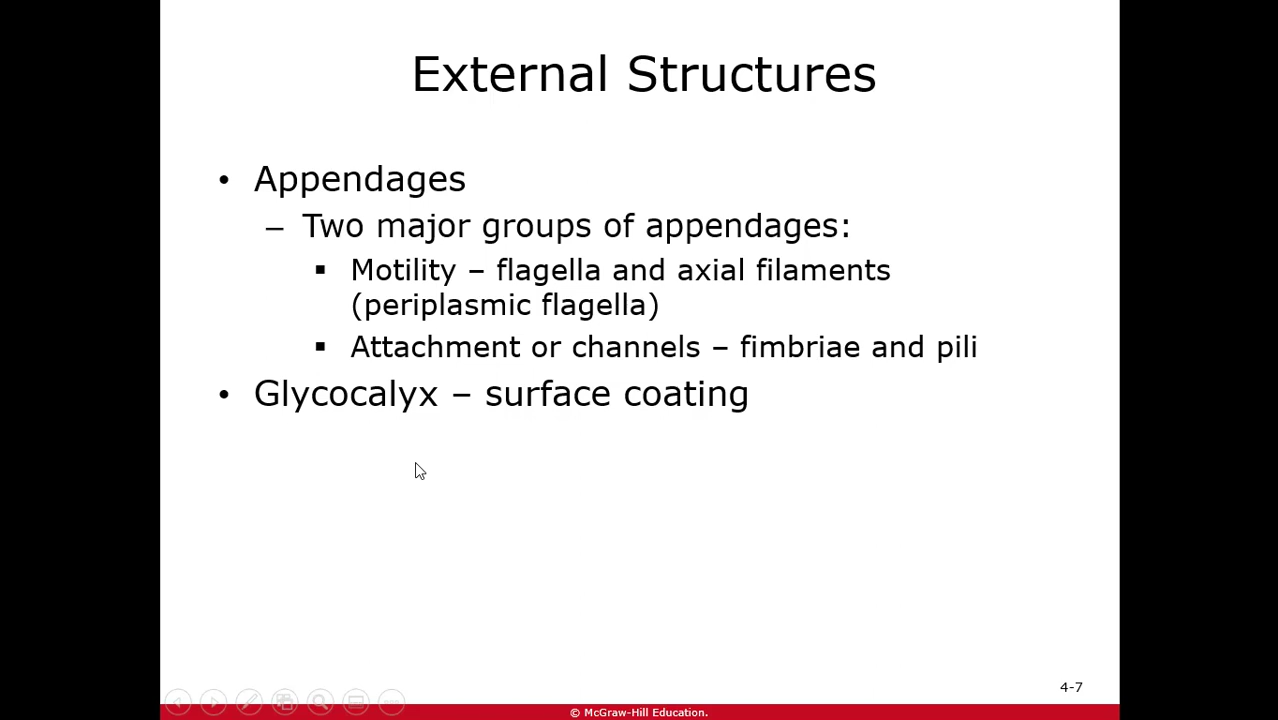 External Structures
• Appendages
– Two major groups of appendages:
▪ Motility – flagella and axial filaments
(periplasmic flagella)
▪ Attachment or channels – fimbriae and pili
• Glycocalyx – surface coating
4-7
© McGraw-Hill Education.